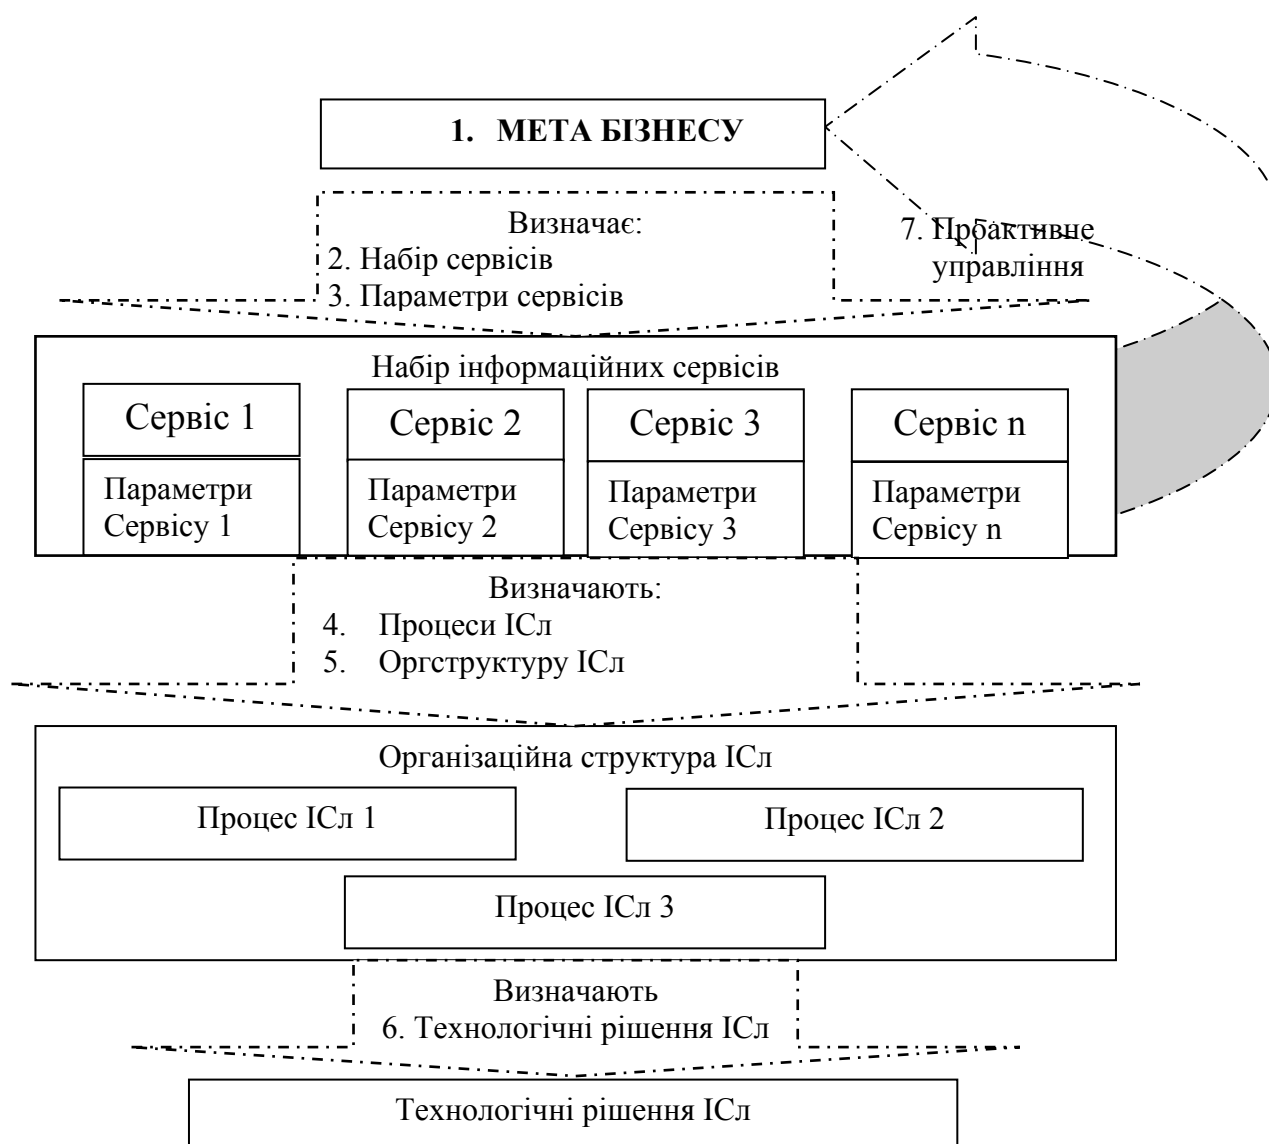 1. МЕТА БІЗНЕСУ
Визначає:
2. Набір сервісів
3. Параметри сервісів
7. Проактивне
управління
Набір інформаційних сервісів
Сервіс 1
Сервіс 2
Сервіс 3
Сервіс n
Параметри
Сервісу 1
Параметри
Сервісу 2
Параметри
Сервісу 3
Параметри
Сервісу n
Визначають:
4. Процеси ІСл
5. Оргструктуру ІСл
Організаційна структура ІСл
Процес ІСл 1
Процес ІСл 2
Процес ІСл 3
Визначають
6. Технологічні рішення ІСл
Технологічні рішення ІСл